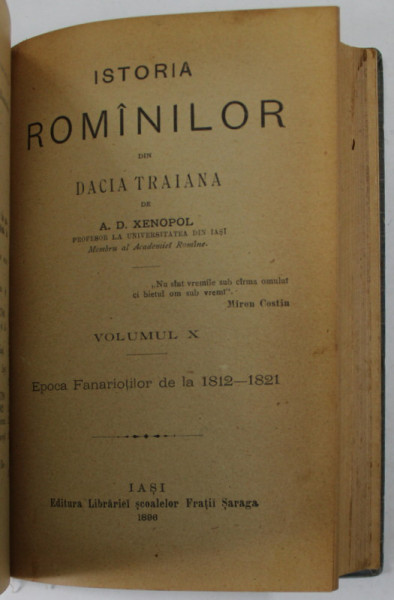 ISTORIA
ROMÎNILOR
DIN
DACIA TRAIANA
DE
A. D. XENOPOL
PROFESOR LA UNIVERSITATEA DIN IAȘI
Membru al Academiei Romîne.
„Nu sînt vremile sub cîrma omului
ci bietul om sub vremi".
Miron Costin
VOLUMUL X
Epoca Fanarioților de la 1812—1821
IAȘI
Editura Librăriei școalelor Frații Șaraga
1896